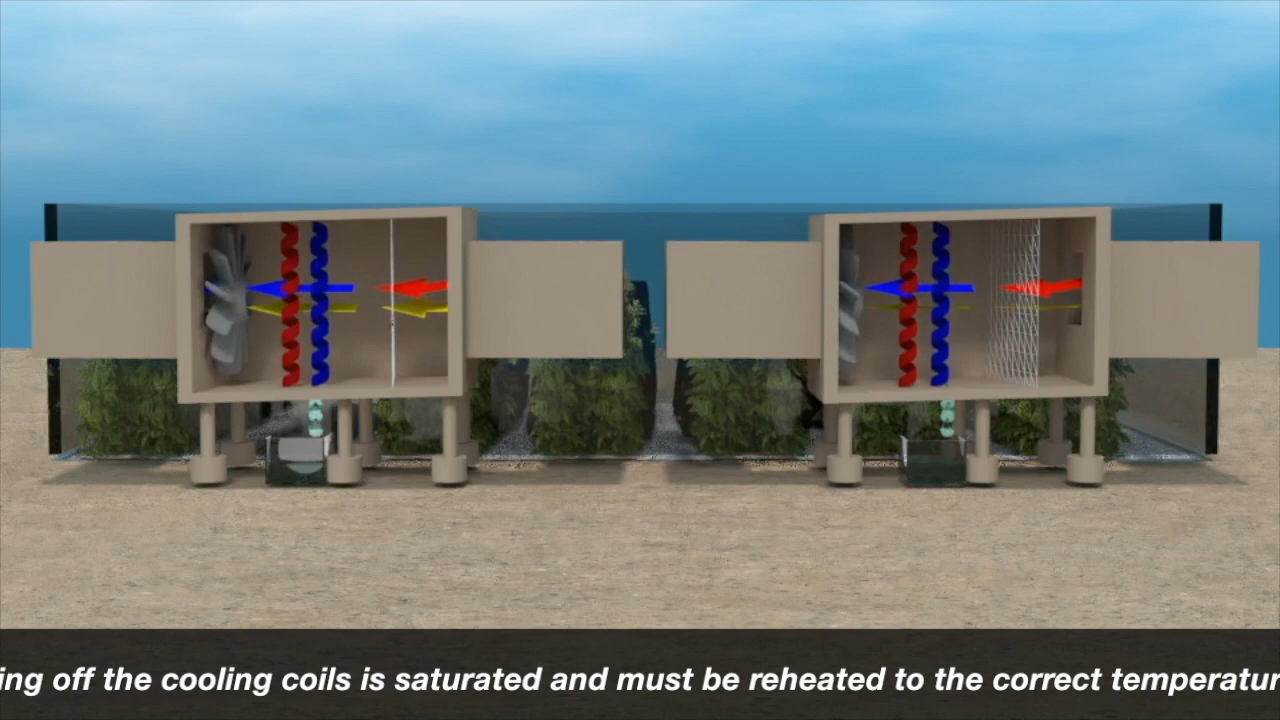 ing off the cooling coils is saturated and must be reheated to the correct temperatur